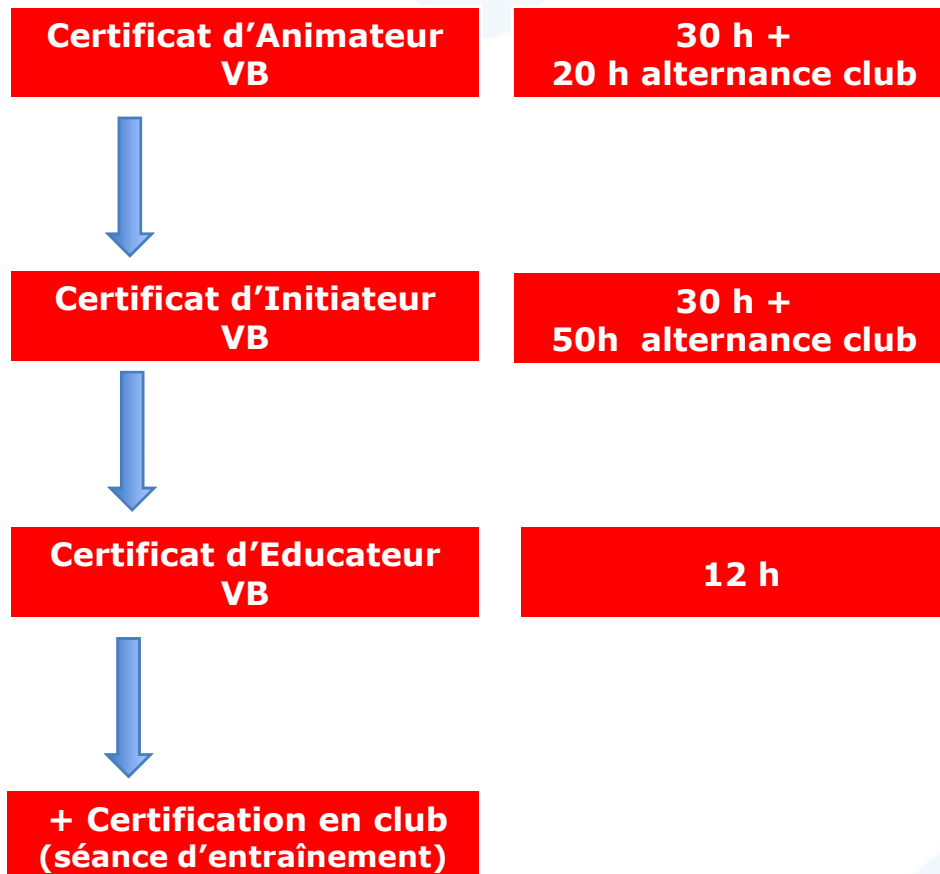 Certificat d’Animateur
VB
30 h +
20 h alternance club
Certificat d’Initiateur
VB
30 h +
50h alternance club
Certificat d’Educateur
VB
12 h
+ Certification en club
(séance d’entraînement)